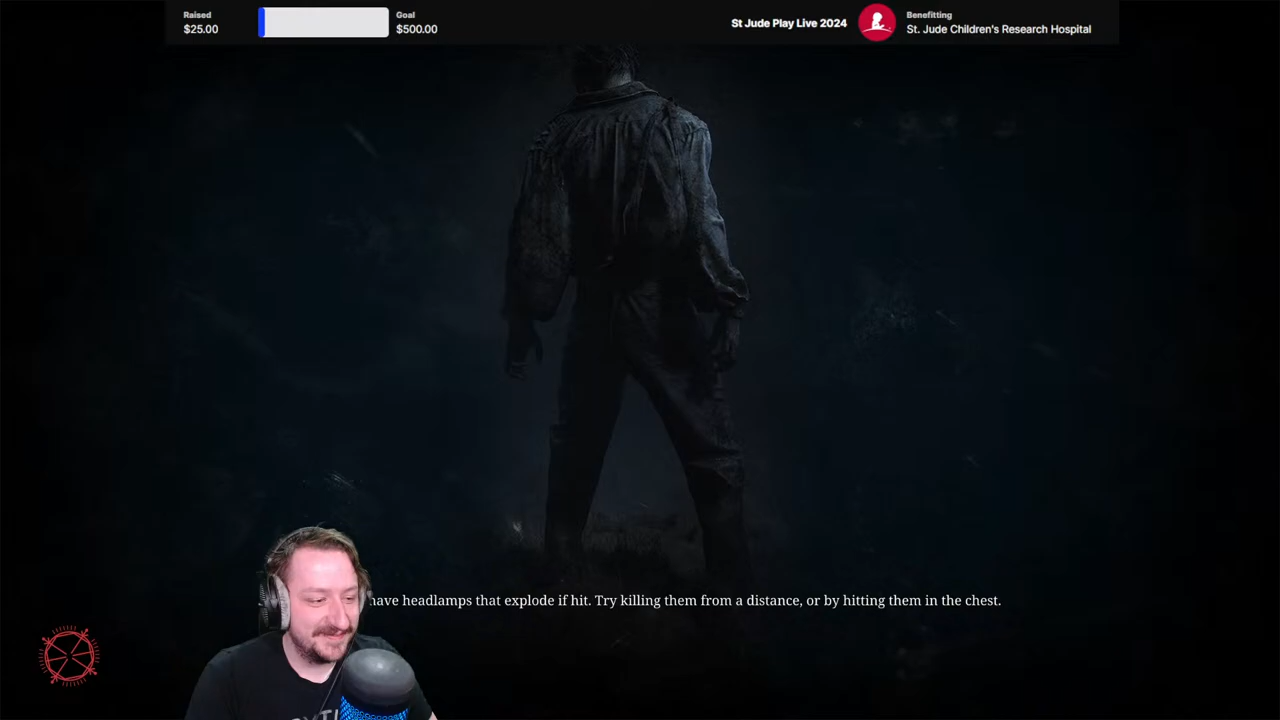 Raised
$25.00
Goal
$500.00
St Jude Play Live 2024
Benefitting
St. Jude Children's Research Hospital
have headlamps that explode if hit. Try killing them from a distance, or by hitting them in the chest.